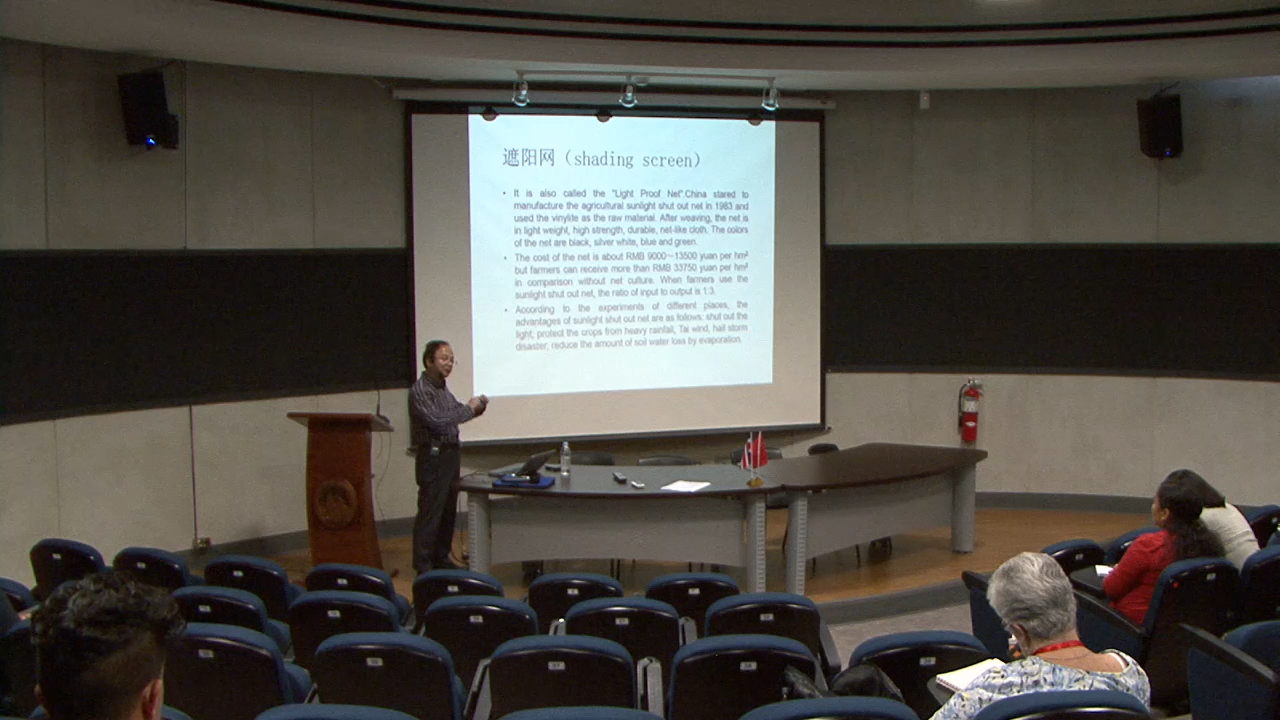 遮阳网（shading screen）
• It is also called the "Light Proof Net".China stared to
manufacture the agricultural sunlight shut out net in 1983 and
used the vinylite as the raw material. After weaving, the net is
in light weight, high strength, durable, net-like cloth. The colors
of the net are black, silver white, blue and green.
• The cost of the net is about RMB 9000～13500 yuan per hm²
but farmers can receive more than RMB 33750 yuan per hm²
in comparison without net culture. When farmers use the
sunlight shut out net, the ratio of input to output is 1:3.
• According to the experiments of different places, the
advantages of sunlight shut out net are as follows: shut out the
light; protect the crops from heavy rainfall, Tai wind, hail storm
disaster; reduce the amount of soil water loss by evaporation.